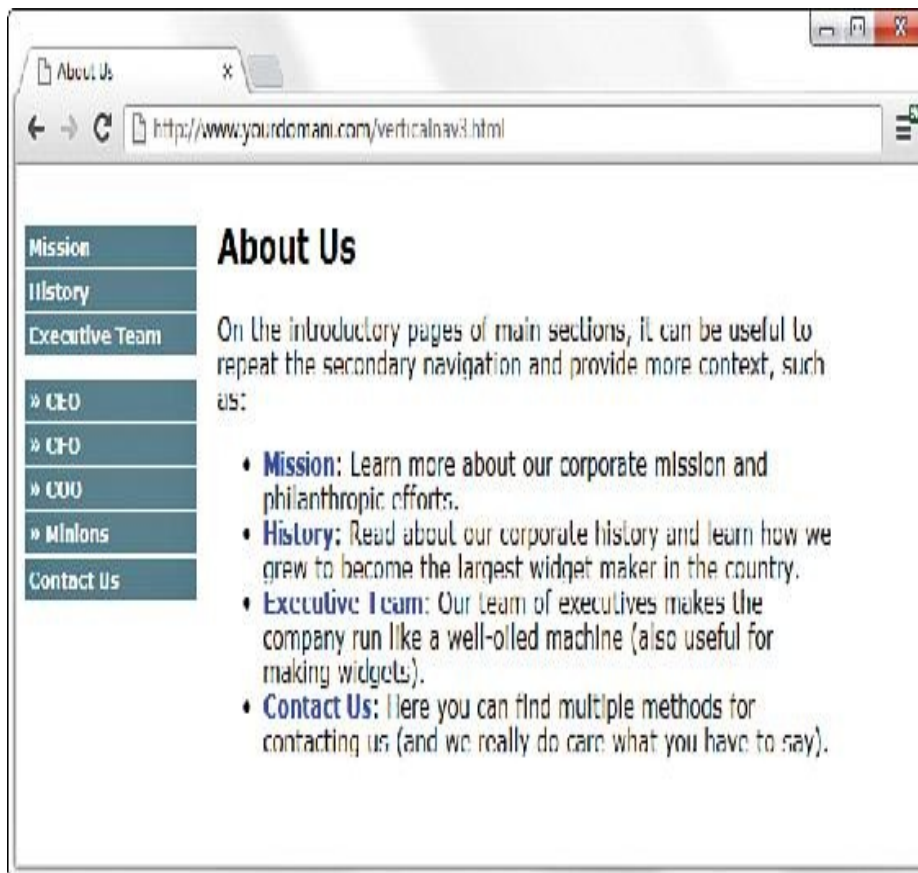 About Us
http://www.yourdomani.com/verticalnav3.html
Mission
History
Executive Team
» CEO
» CFO
» COO
» Minions
Contact Us
About Us
On the introductory pages of main sections, it can be useful to
repeat the secondary navigation and provide more context, such
as:
• Mission: Learn more about our corporate mission and
philanthropic efforts.
• History: Read about our corporate history and learn how we
grew to become the largest widget maker in the country.
• Executive Team: Our team of executives makes the
company run like a well-oiled machine (also useful for
making widgets).
• Contact Us: Here you can find multiple methods for
contacting us (and we really do care what you have to say).